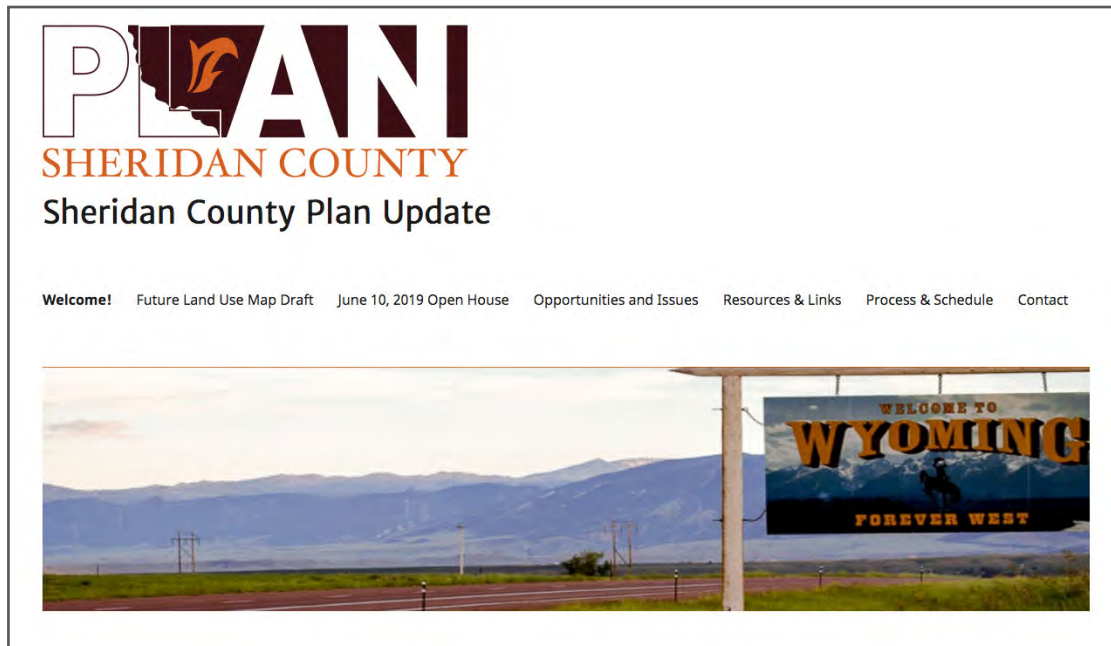 PLAN
SHERIDAN COUNTY
Sheridan County Plan Update
Welcome! Future Land Use Map Draft June 10, 2019 Open House Opportunities and Issues Resources & Links Process & Schedule Contact
WELCOME TO
WYOMING
FOREVER WEST